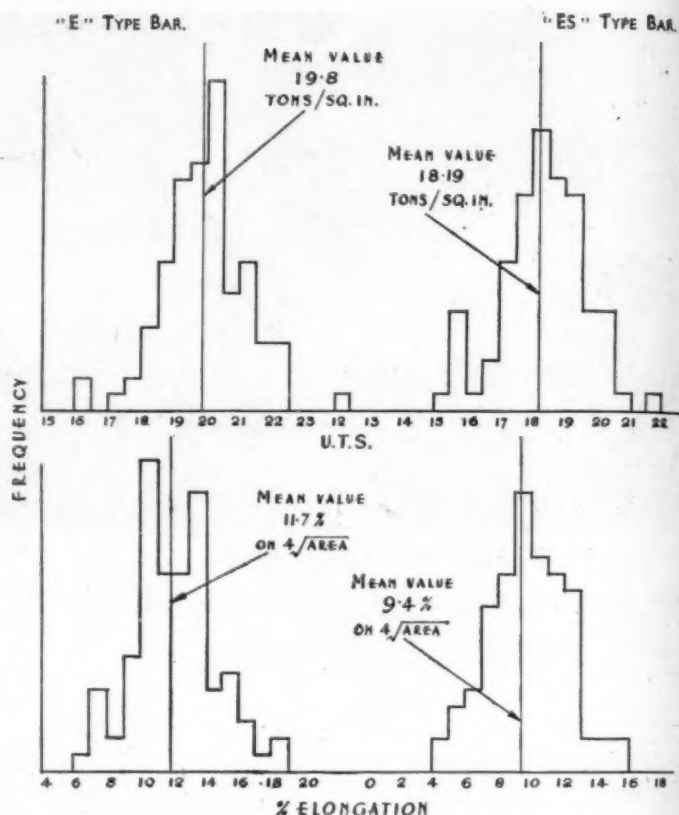 "E" TYPE BAR.
"ES" TYPE BAR.
MEAN VALUE
19·8
TONS/SQ.IN.
MEAN VALUE
18·19
TONS/SQ.IN.
FREQUENCY
15 16 17 18 19 20 21 22 23 12 13 14 15 16 17 18 19 20 21 22
U.T.S.
MEAN VALUE
11·7%
ON 4√AREA
MEAN VALUE
9·4%
ON 4√AREA
4 6 8 10 12 14 16 18 20 0 2 4 6 8 10 12 14 16 18
% ELONGATION